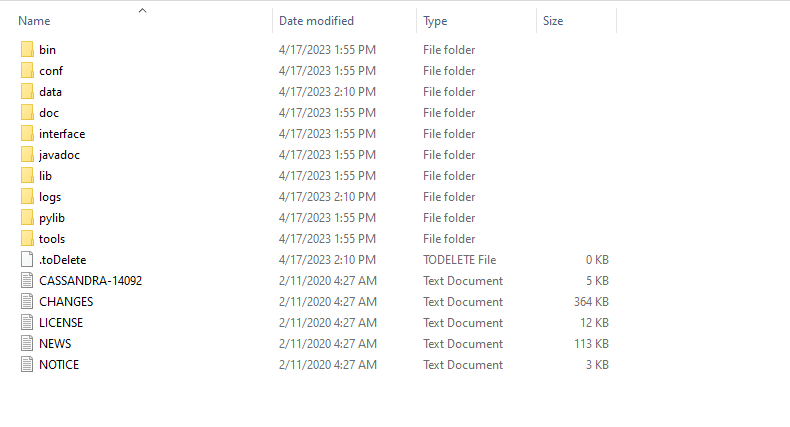 Name Date modified Type Size
bin 4/17/2023 1:55 PM File folder
conf 4/17/2023 1:55 PM File folder
data 4/17/2023 2:10 PM File folder
doc 4/17/2023 1:55 PM File folder
interface 4/17/2023 1:55 PM File folder
javadoc 4/17/2023 1:55 PM File folder
lib 4/17/2023 1:55 PM File folder
logs 4/17/2023 2:10 PM File folder
pylib 4/17/2023 1:55 PM File folder
tools 4/17/2023 1:55 PM File folder
.toDelete 4/17/2023 2:10 PM TODELETE File 0 KB
CASSANDRA-14092 2/11/2020 4:27 AM Text Document 5 KB
CHANGES 2/11/2020 4:27 AM Text Document 364 KB
LICENSE 2/11/2020 4:27 AM Text Document 12 KB
NEWS 2/11/2020 4:27 AM Text Document 113 KB
NOTICE 2/11/2020 4:27 AM Text Document 3 KB